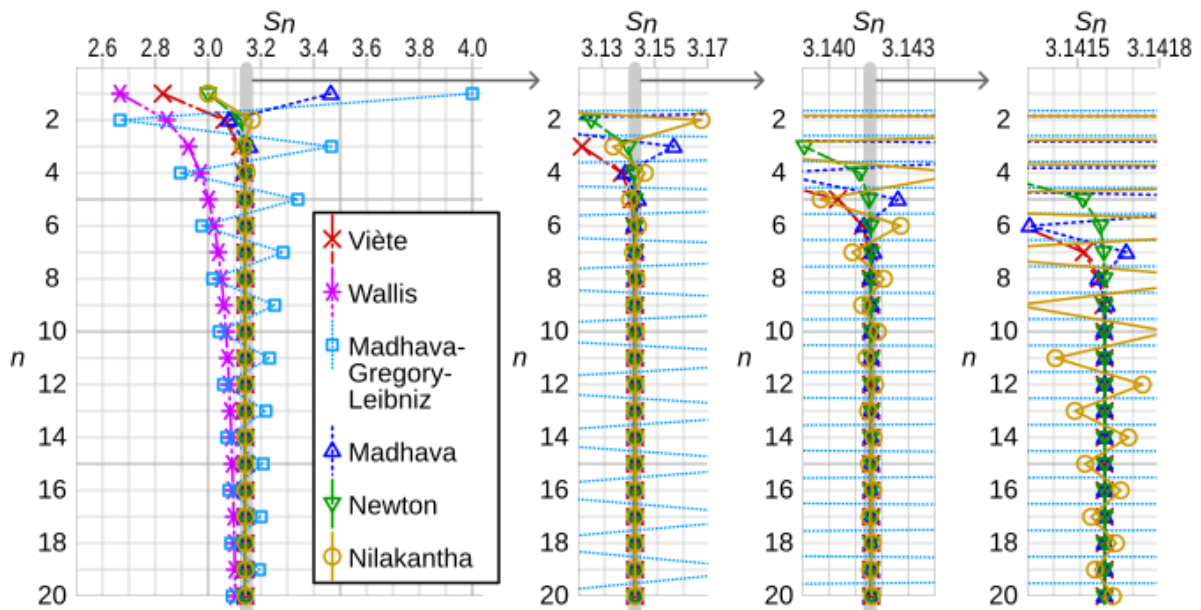 Sn Sn Sn Sn
2.6 2.8 3.0 3.2 3.4 4.0 3.13 3.15 3.17 3.140 3.143 3.1415 3.1418
2 2 2 2
4 4 4 4
6 6 6 6
Viète
8 8 8 8
Wallis
10 10 10 10
n n n n
Madhava-
Gregory-
Leibniz
12 12 12 12
14 14 14 14
Madhava
16 16 16 16
Newton
18 18 18 18
Nilakantha
20 20 20 20